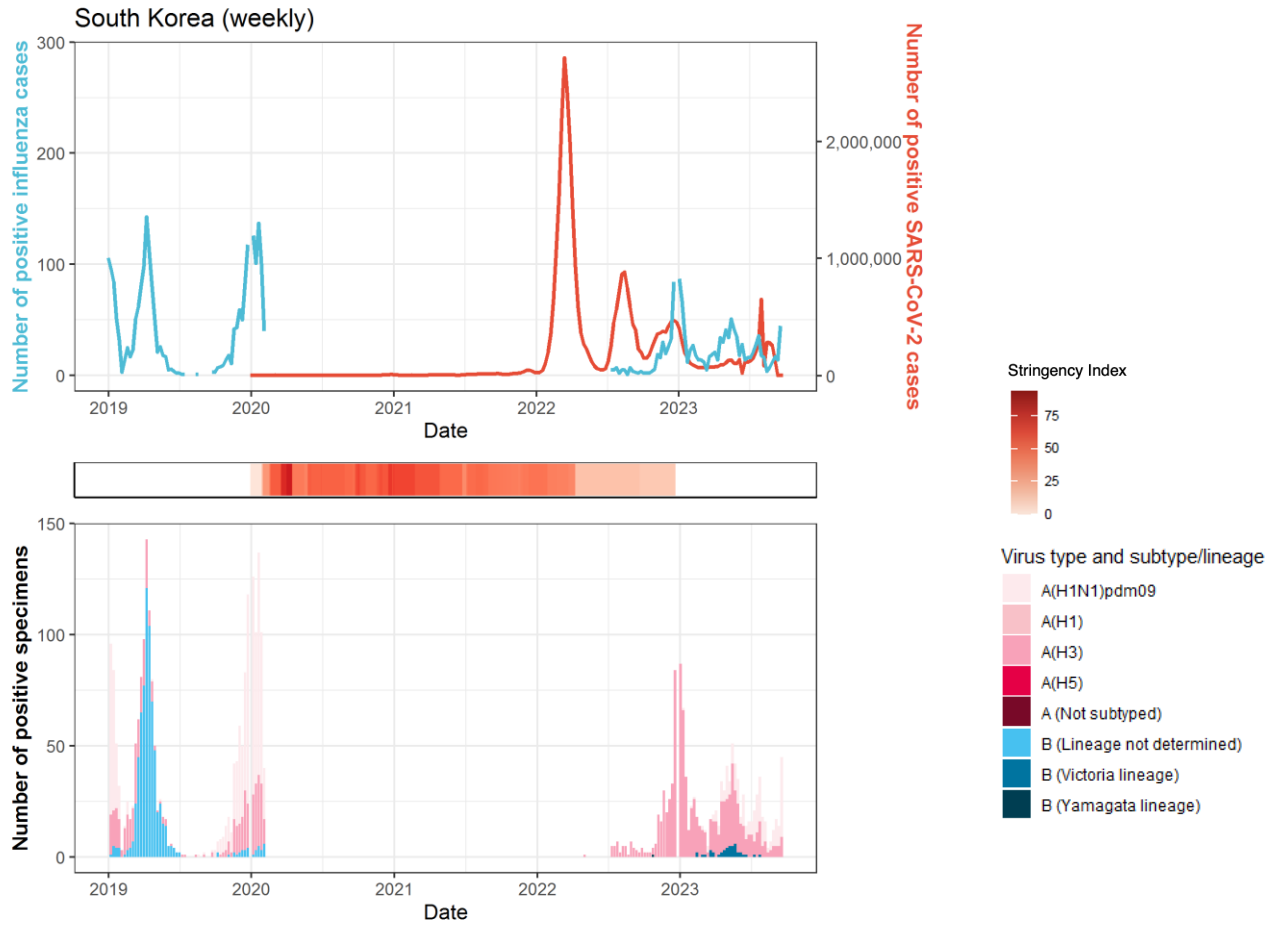 South Korea (weekly)
Number of positive influenza cases
300
200
100
0
Number of positive SARS-CoV-2 cases
2,000,000
1,000,000
0
2019
2020
2021
2022
2023
Date
Stringency Index
75
50
25
0
Number of positive specimens
150
100
50
0
2019
2020
2021
2022
2023
Date
Virus type and subtype/lineage
A(H1N1)pdm09
A(H1)
A(H3)
A(H5)
A (Not subtyped)
B (Lineage not determined)
B (Victoria lineage)
B (Yamagata lineage)